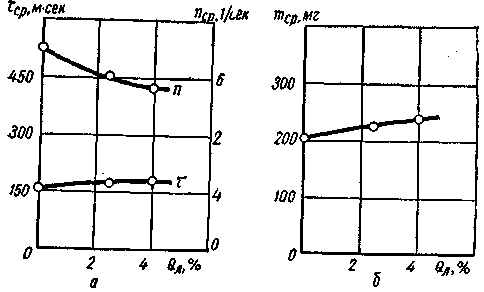 τср, м·сек
nср, 1/сек
mср, мг
450
300
150
0
6
2
4
0
n
τ
2
4
Qл, %
а
300
200
100
0
2
4
Qл, %
б